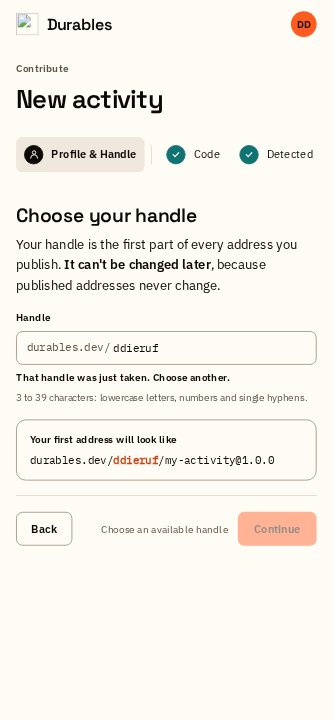 Durables
DD
Contribute
New activity
Profile & Handle
Code
Detected
Choose your handle
Your handle is the first part of every address you
publish. It can't be changed later, because
published addresses never change.
Handle
durables.dev/ ddieruf
That handle was just taken. Choose another.
3 to 39 characters: lowercase letters, numbers and single hyphens.
Your first address will look like
durables.dev/ddieruf/my-activity@1.0.0
Back
Choose an available handle
Continue